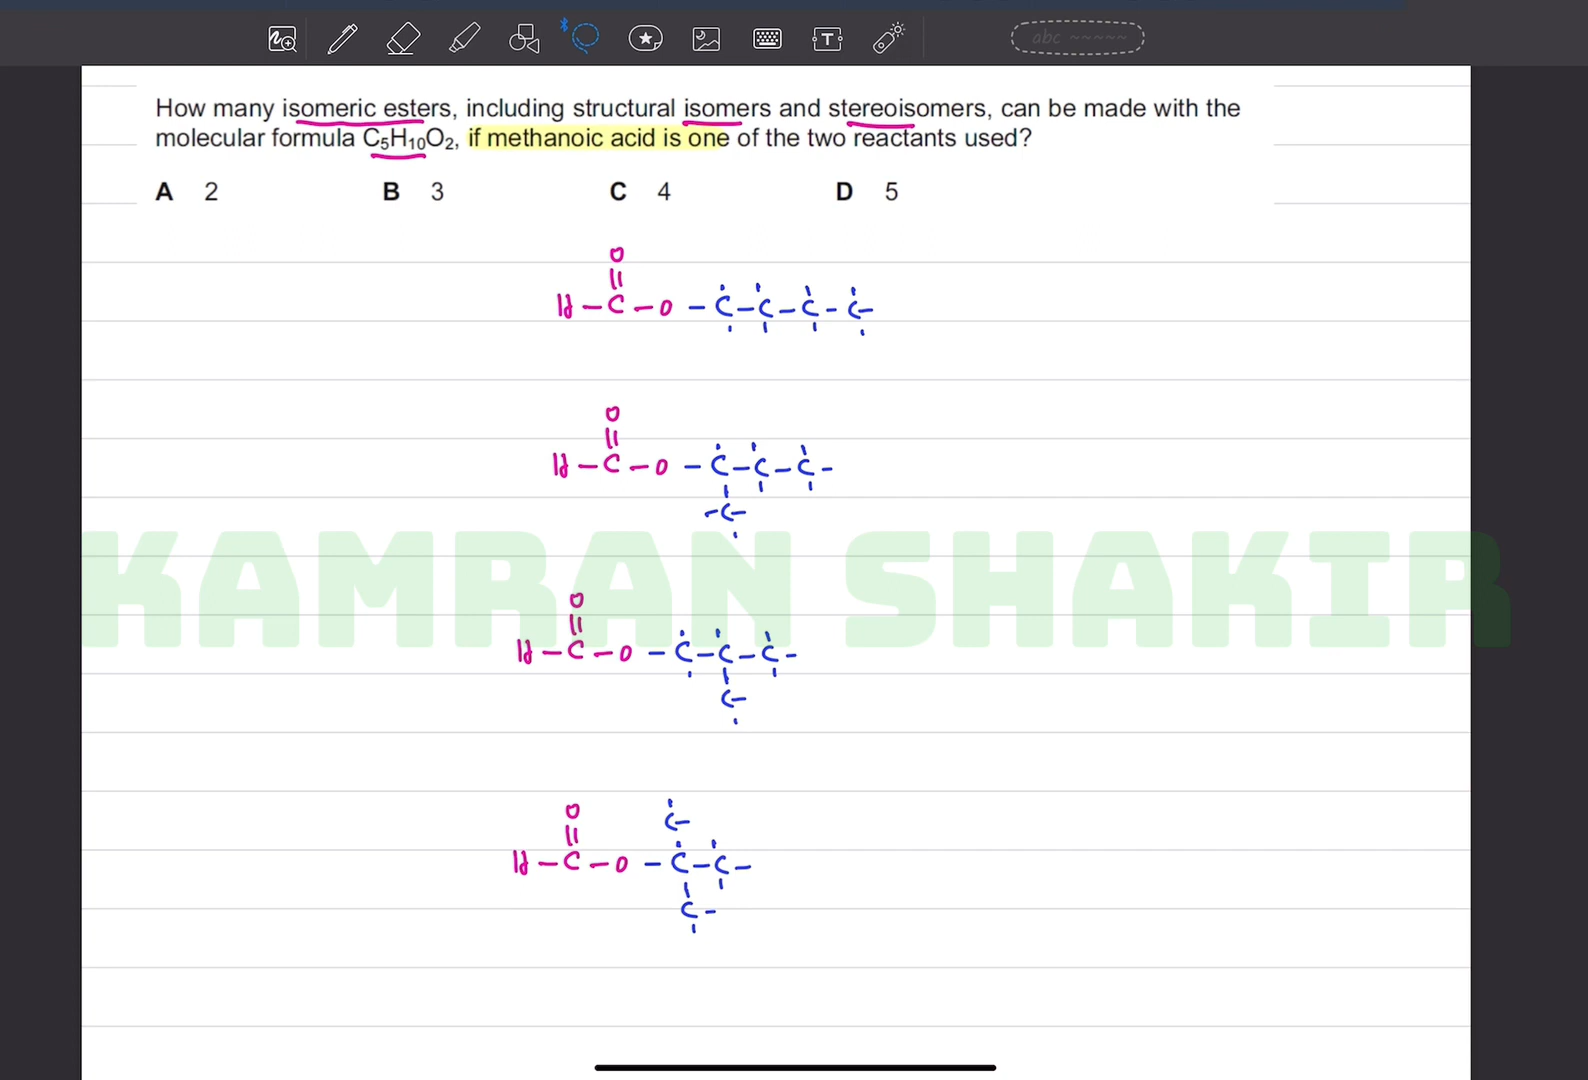 abc
How many isomeric esters, including structural isomers and stereoisomers, can be made with the
molecular formula C₅H₁₀O₂, if methanoic acid is one of the two reactants used?
A 2 B 3 C 4 D 5
O
||
H – C – O – C – C – C – C –
O
||
H – C – O – C – C – C –
– C –
KAMRAN SHAKIR
O
||
H – C – O – C – C – C –
C –
O C –
||
H – C – O – C – C –
C –